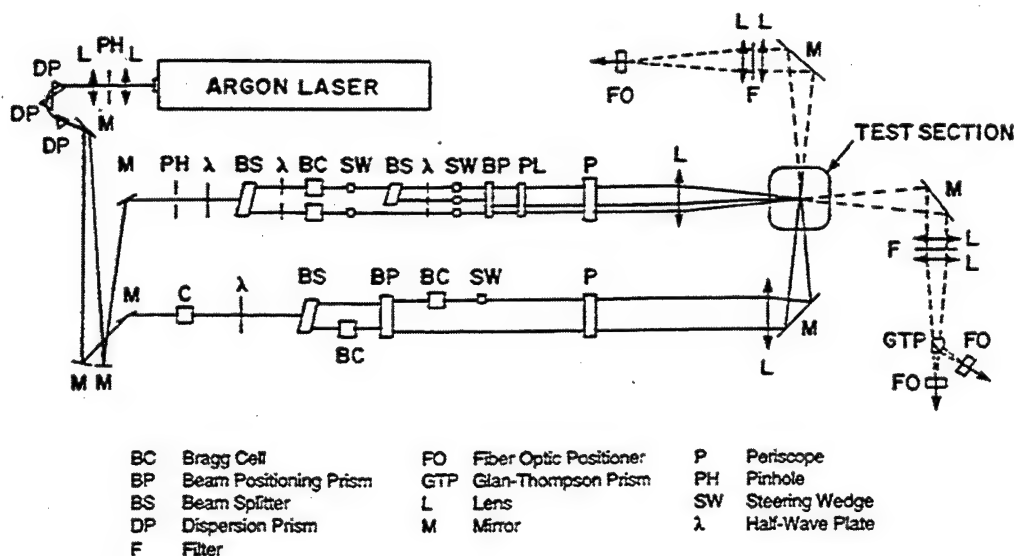 L PH L
DP
ARGON LASER
DP
DP
M
L L
M
FO
F
TEST SECTION
M PH λ BS λ BC SW BS λ SW BP PL P L
M
F
L
L
M C λ BS BP BC SW P
BC
M
L
GTP
FO
FO
M M
BC Bragg Cell
BP Beam Positioning Prism
BS Beam Splitter
DP Dispersion Prism
F Filter
FO Fiber Optic Positioner
GTP Glan-Thompson Prism
L Lens
M Mirror
P Periscope
PH Pinhole
SW Steering Wedge
λ Half-Wave Plate